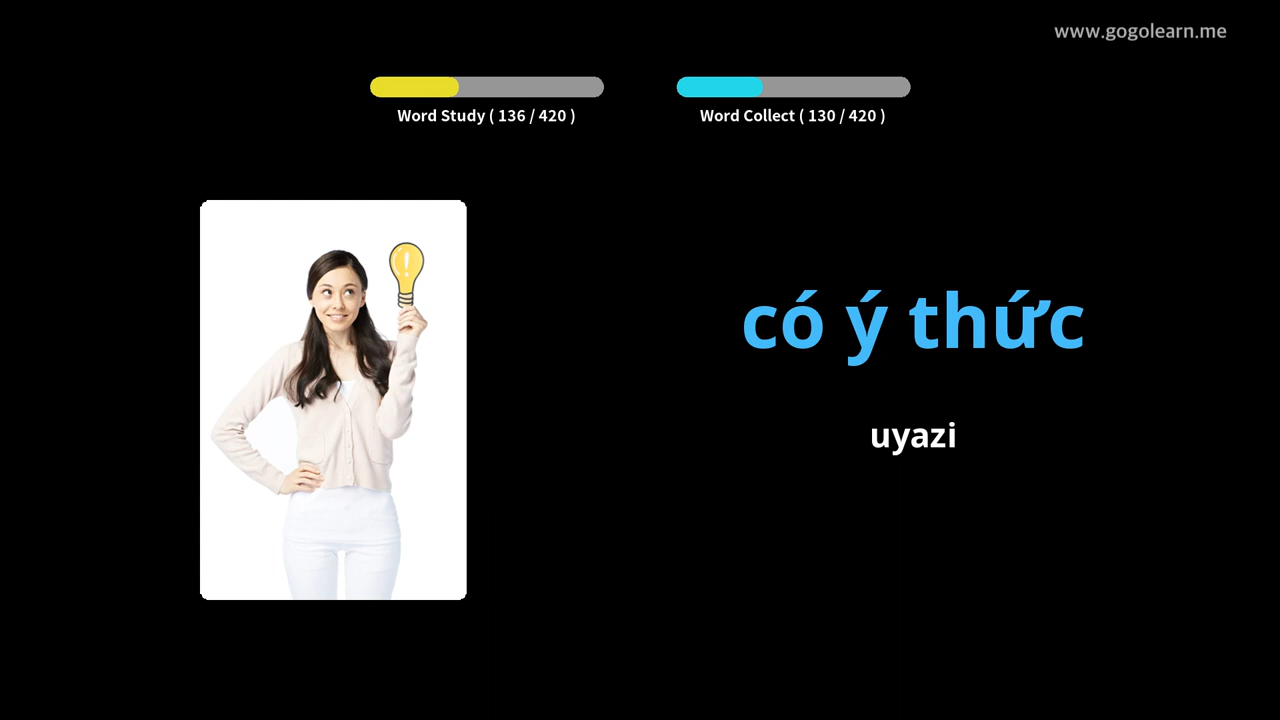 www.gogolearn.me
Word Study ( 136 / 420 )
Word Collect ( 130 / 420 )
có ý thức
uyazi